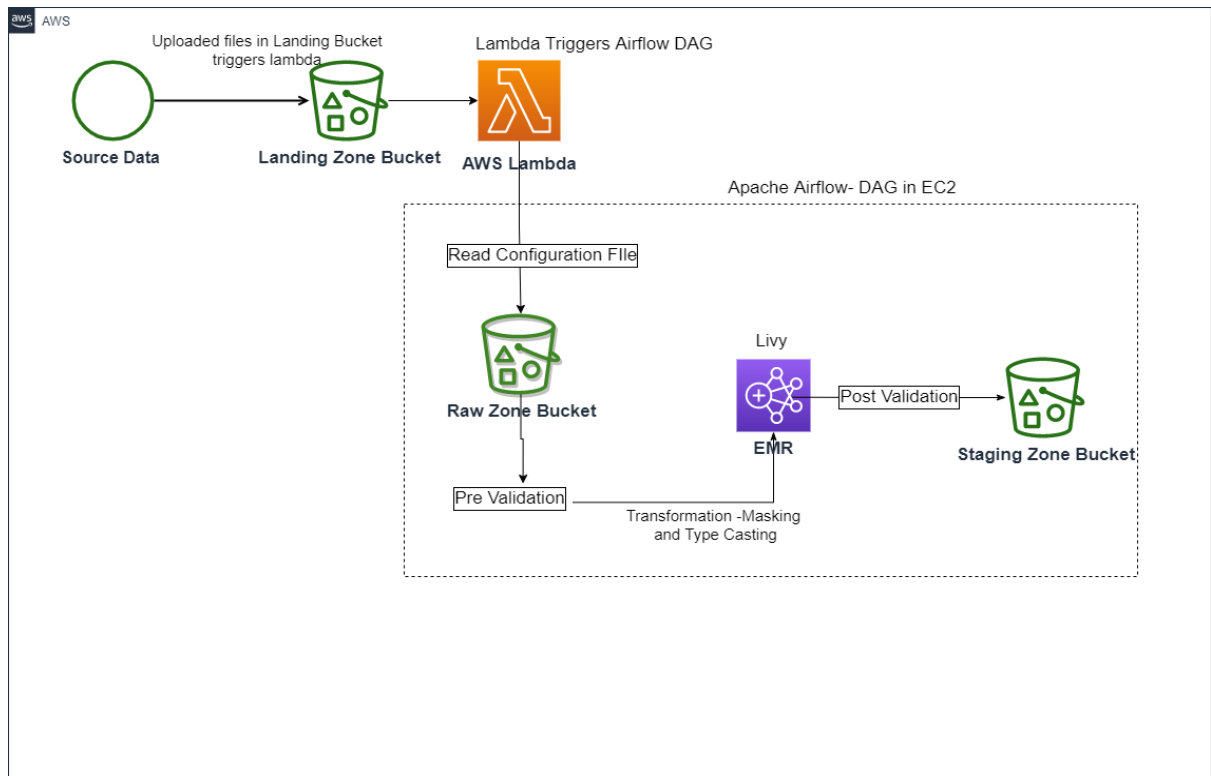 aws AWS
Uploaded files in Landing Bucket
triggers lambda
Lambda Triggers Airflow DAG
Source Data
Landing Zone Bucket
AWS Lambda
Apache Airflow- DAG in EC2
Read Configuration FIle
Raw Zone Bucket
Livy
EMR
Post Validation
Staging Zone Bucket
Pre Validation
Transformation -Masking
and Type Casting